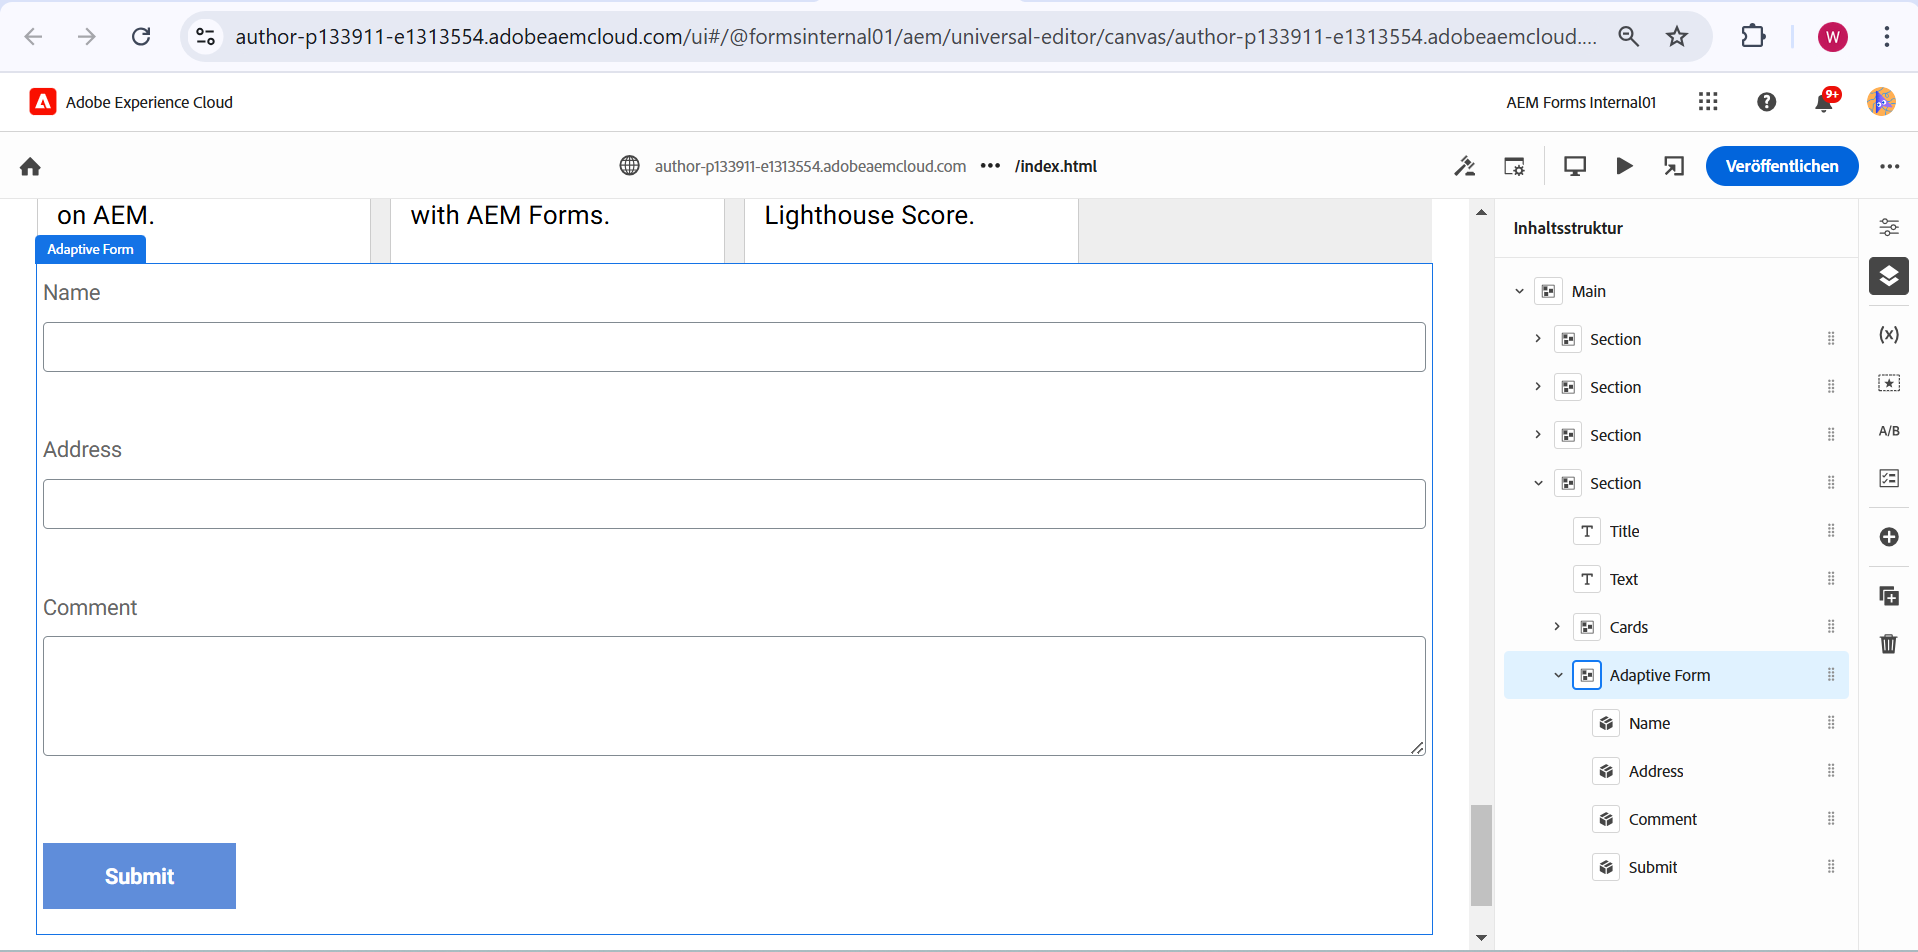 author-p133911-e1313554.adobeaemcloud.com/ui#/@formsinternal01/aem/universal-editor/canvas/author-p133911-e1313554.adobeaemcloud....
W
Adobe Experience Cloud
AEM Forms Internal01
9+
author-p133911-e1313554.adobeaemcloud.com ••• /index.html
Veröffentlichen
on AEM.
with AEM Forms.
Lighthouse Score.
Adaptive Form
Name
Address
Comment
Submit
Inhaltsstruktur
Main
Section
Section
Section
Section
Title
Text
Cards
Adaptive Form
Name
Address
Comment
Submit
(x)
A/B